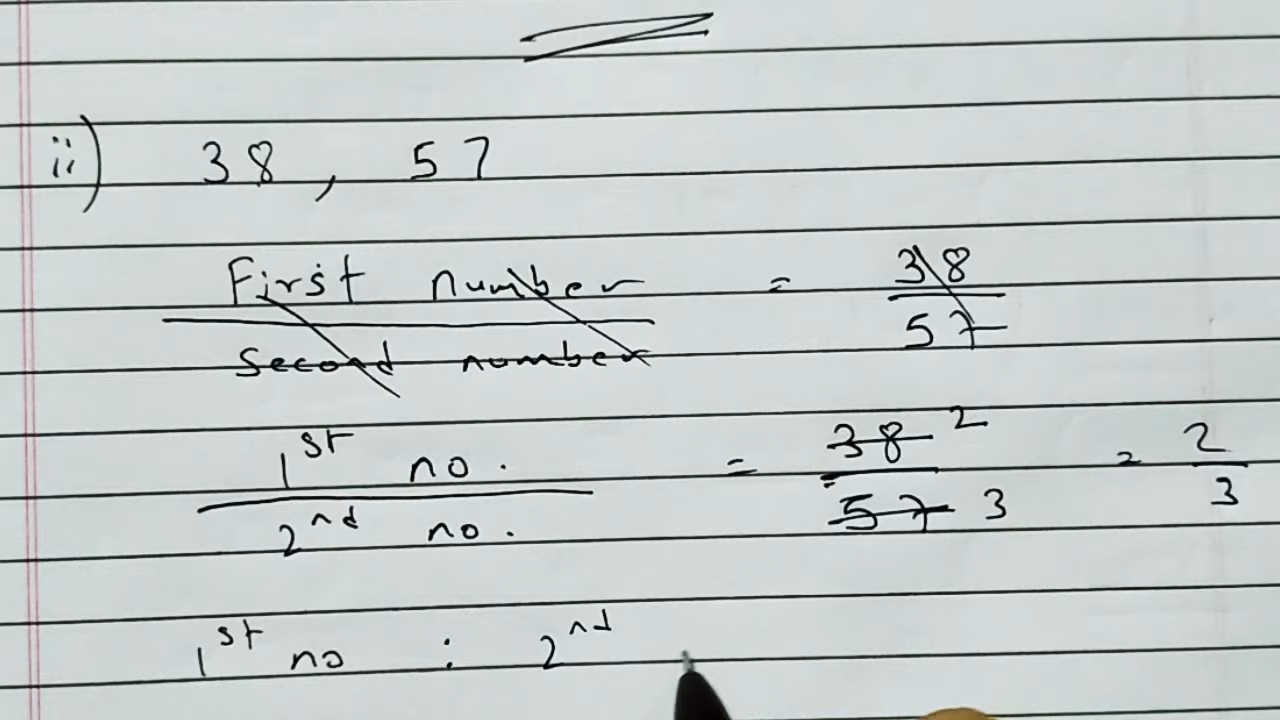 ii) 38, 57
First number = 38
Second number 57
1st no. = 38 2 = 2
2nd no. 57 3 3
1st no : 2nd